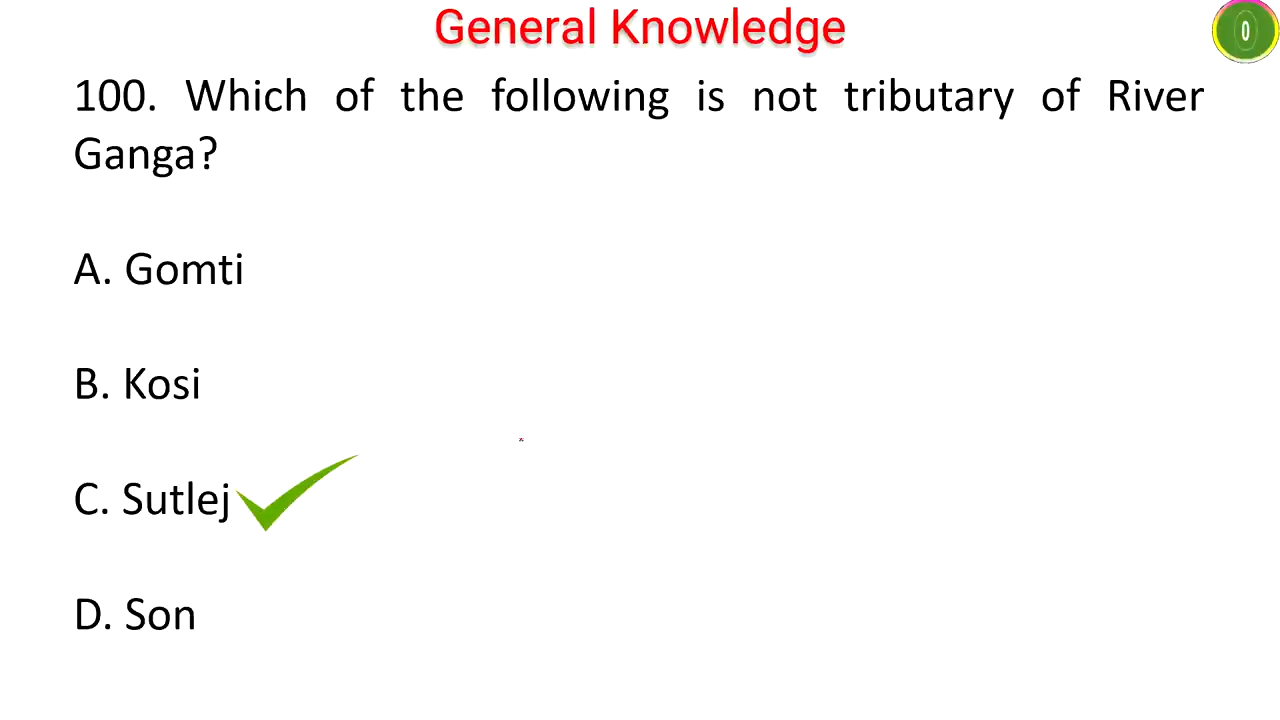 General Knowledge
0
100. Which of the following is not tributary of River
Ganga?
A. Gomti
B. Kosi
C. Sutlej
D. Son